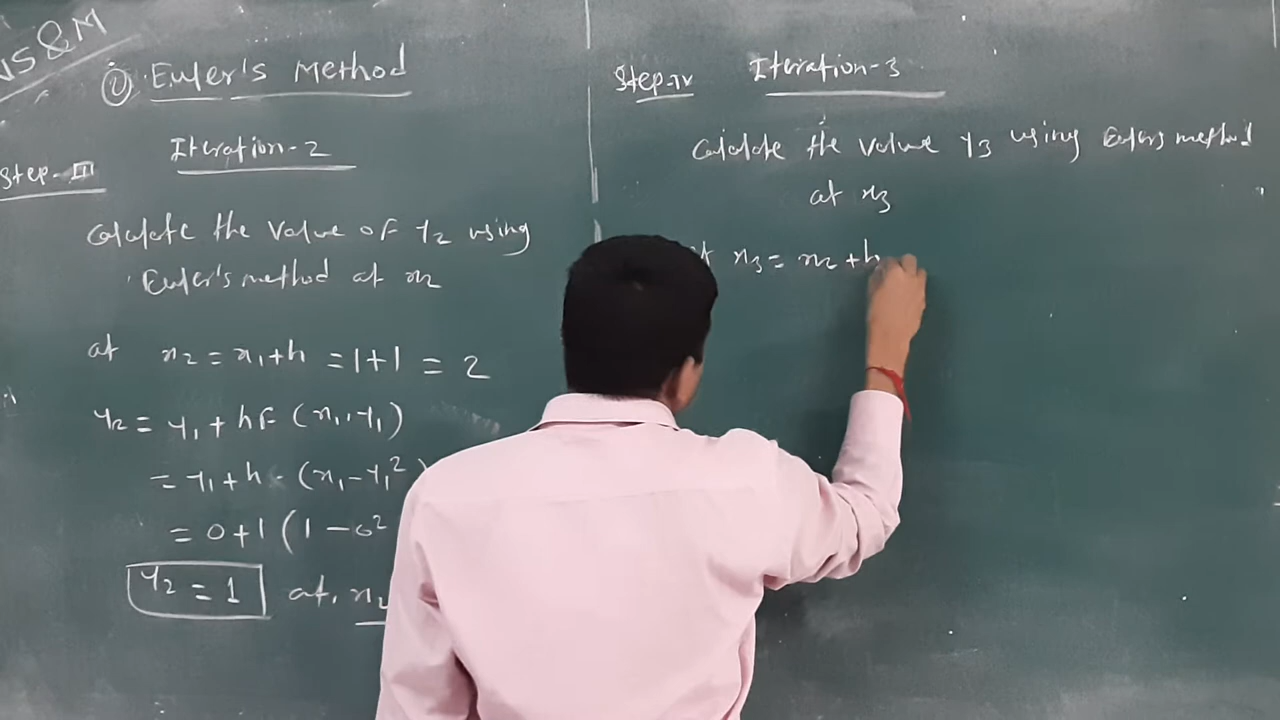 NS&M
① Euler's Method
Step-III
Iteration-2
Calculate the value of Y2 using
Euler's method at x2
at x2 = x1+h = 1+1 = 2
Y2 = Y1 + hF (x1, Y1)
= Y1 + h · (x1 - Y1²
= 0+1 (1 - 0²
Y2 = 1 at, x2
Step-IV Iteration-3
Calculate the value Y3 using Eulers method
at x3
x3 = x2 + h